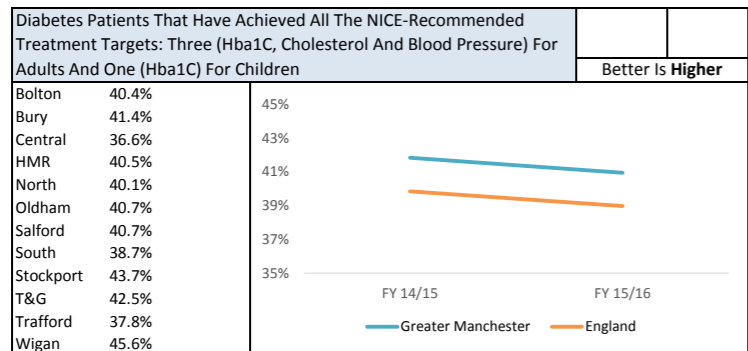 Diabetes Patients That Have Achieved All The NICE-Recommended
Treatment Targets: Three (Hba1C, Cholesterol And Blood Pressure) For
Adults And One (Hba1C) For Children
Better Is Higher
Bolton 40.4%
Bury 41.4%
Central 36.6%
HMR 40.5%
North 40.1%
Oldham 40.7%
Salford 40.7%
South 38.7%
Stockport 43.7%
T&G 42.5%
Trafford 37.8%
Wigan 45.6%
45%
43%
41%
39%
37%
35%
FY 14/15 FY 15/16
Greater Manchester England